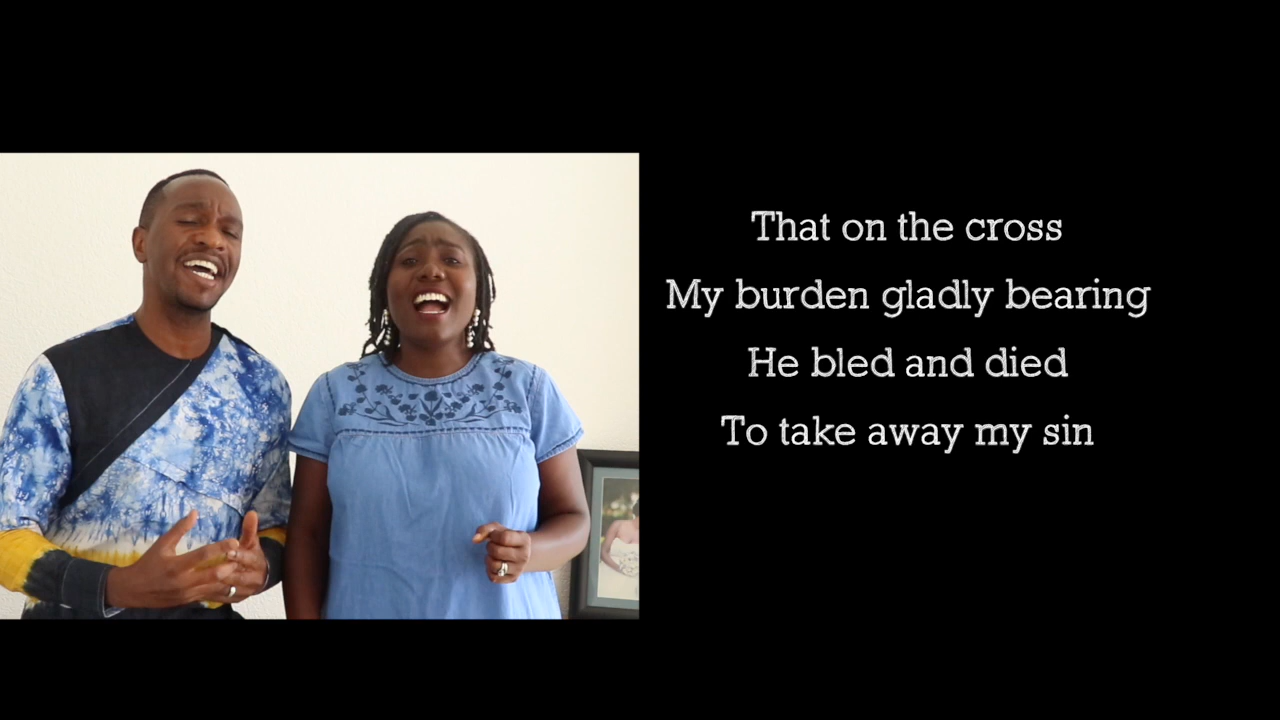 That on the cross
My burden gladly bearing
He bled and died
To take away my sin